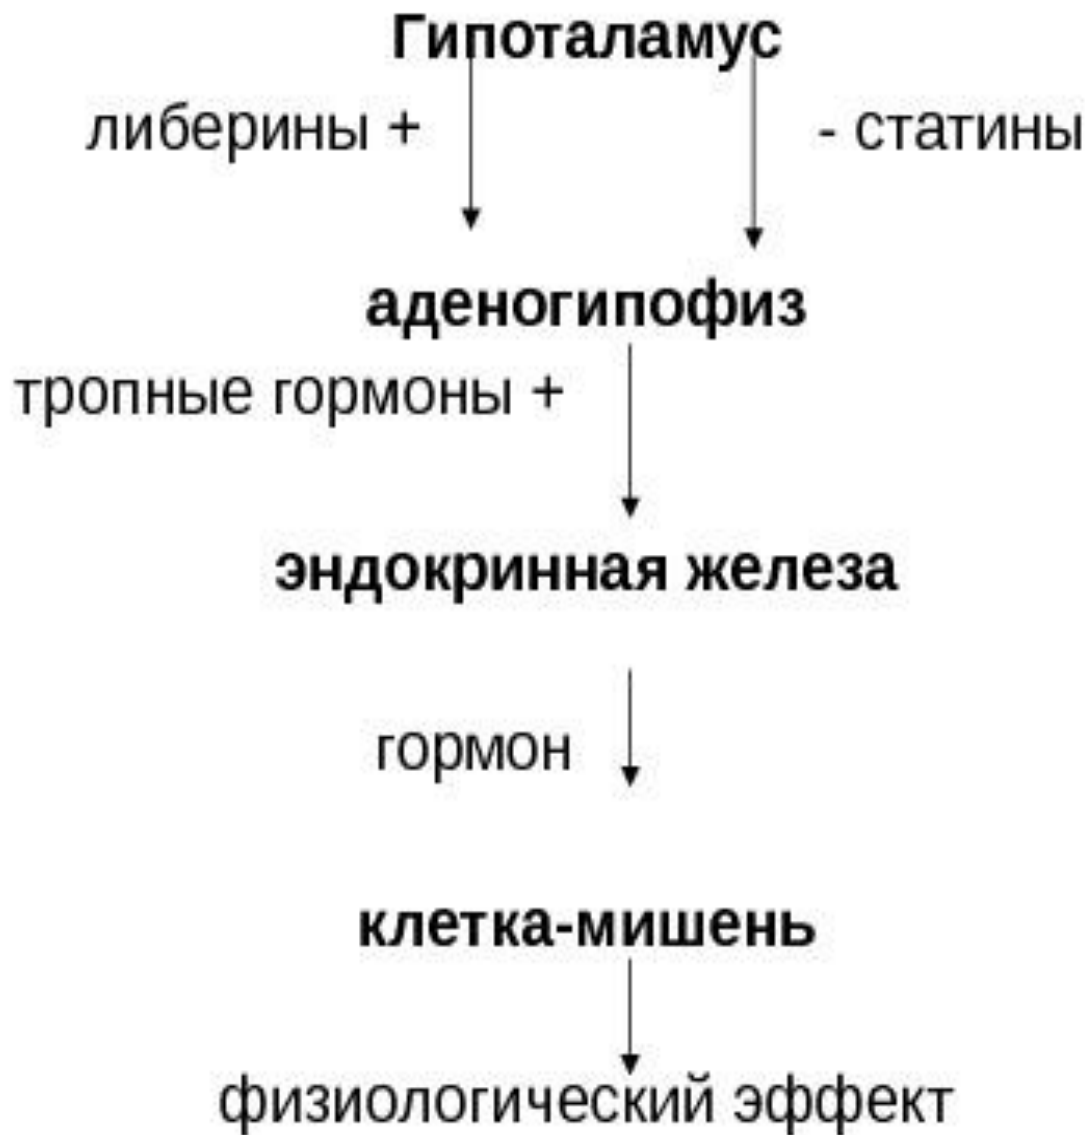 Гипоталамус
либерины +
- статины
аденогипофиз
тропные гормоны +
эндокринная железа
гормон
клетка-мишень
физиологический эффект